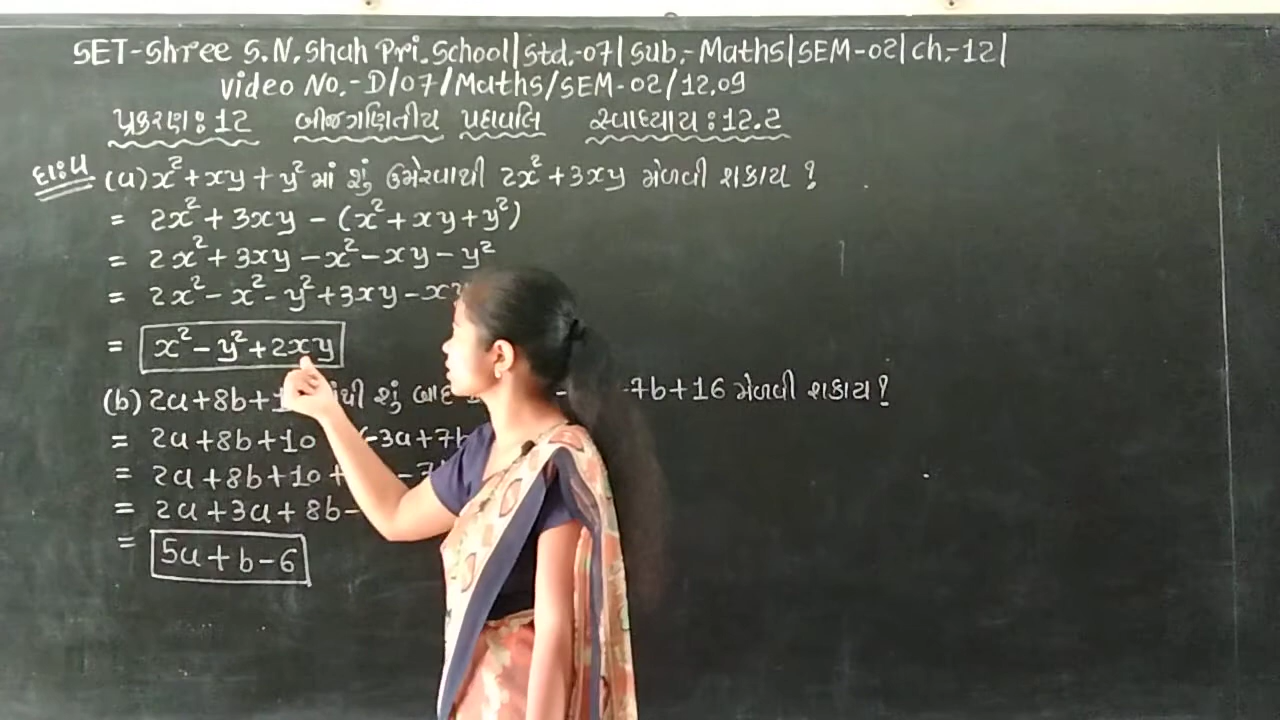 SET-Shree S.N.Shah Pri.School|Std.-07|Sub.-Maths|SEM-02|Ch.-12|
Video No.-D/07/Maths/SEM-02/12.09
પ્રકરણ:12 બીજગણિતીય પદાવલિ સ્વાધ્યાય:12.2
દા:૫ (a) x²+xy+y² માં શું ઉમેરવાથી 2x²+3xy મેળવી શકાય ?
= 2x²+3xy-(x²+xy+y²)
= 2x²+3xy-x²-xy-y²
= 2x²-x²-y²+3xy-x
= x²-y²+2xy
(b) 2a+8b+1 શું બાદ 7b+16 મેળવી શકાય ?
= 2a+8b+10 -3a+7b
= 2a+8b+10+ -7
= 2a+3a+8b-
= 5a+b-6